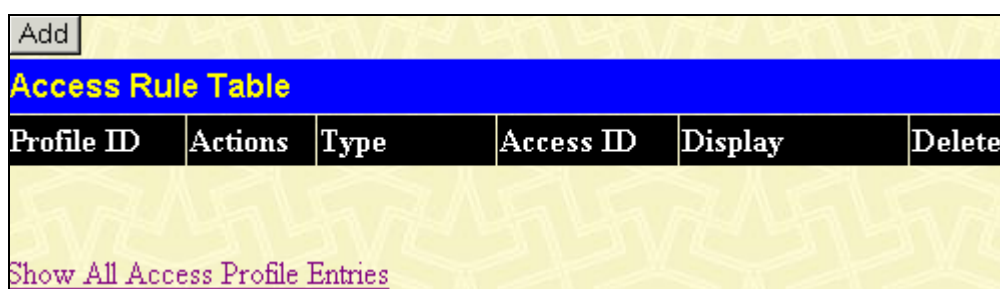 Add
Access Rule Table
Profile ID Actions Type Access ID Display Delete
Show All Access Profile Entries